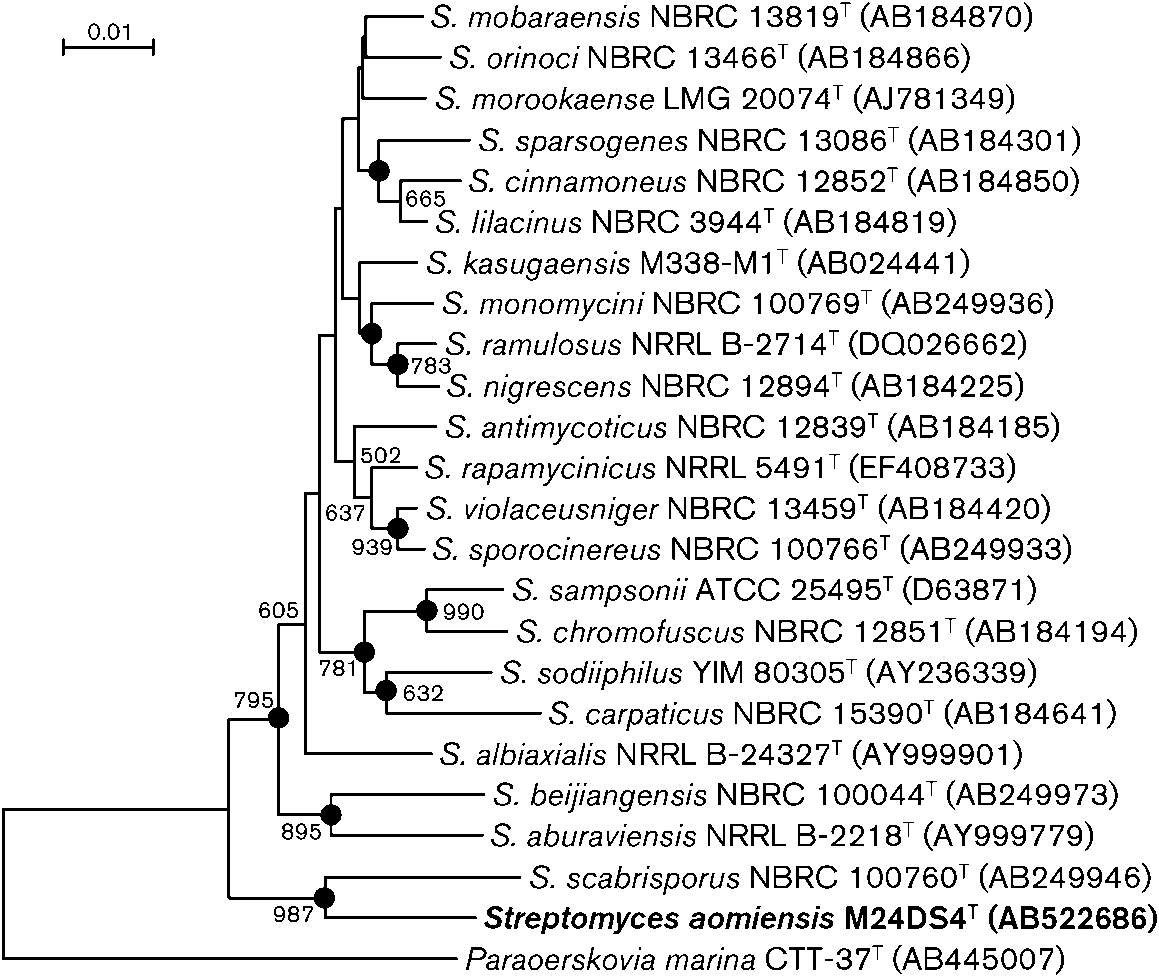 0.01
S. mobaraensis NBRC 13819ᵀ (AB184870)
S. orinoci NBRC 13466ᵀ (AB184866)
S. morookaense LMG 20074ᵀ (AJ781349)
S. sparsogenes NBRC 13086ᵀ (AB184301)
S. cinnamoneus NBRC 12852ᵀ (AB184850)
665
S. lilacinus NBRC 3944ᵀ (AB184819)
S. kasugaensis M338-M1ᵀ (AB024441)
S. monomycini NBRC 100769ᵀ (AB249936)
S. ramulosus NRRL B-2714ᵀ (DQ026662)
783
S. nigrescens NBRC 12894ᵀ (AB184225)
S. antimycoticus NBRC 12839ᵀ (AB184185)
502
S. rapamycinicus NRRL 5491ᵀ (EF408733)
637
S. violaceusniger NBRC 13459ᵀ (AB184420)
939
S. sporocinereus NBRC 100766ᵀ (AB249933)
S. sampsonii ATCC 25495ᵀ (D63871)
605
990
S. chromofuscus NBRC 12851ᵀ (AB184194)
781
S. sodiiphilus YIM 80305ᵀ (AY236339)
632
795
S. carpaticus NBRC 15390ᵀ (AB184641)
S. albiaxialis NRRL B-24327ᵀ (AY999901)
S. beijiangensis NBRC 100044ᵀ (AB249973)
895
S. aburaviensis NRRL B-2218ᵀ (AY999779)
S. scabrisporus NBRC 100760ᵀ (AB249946)
987
Streptomyces aomiensis M24DS4ᵀ (AB522686)
Paraoerskovia marina CTT-37ᵀ (AB445007)